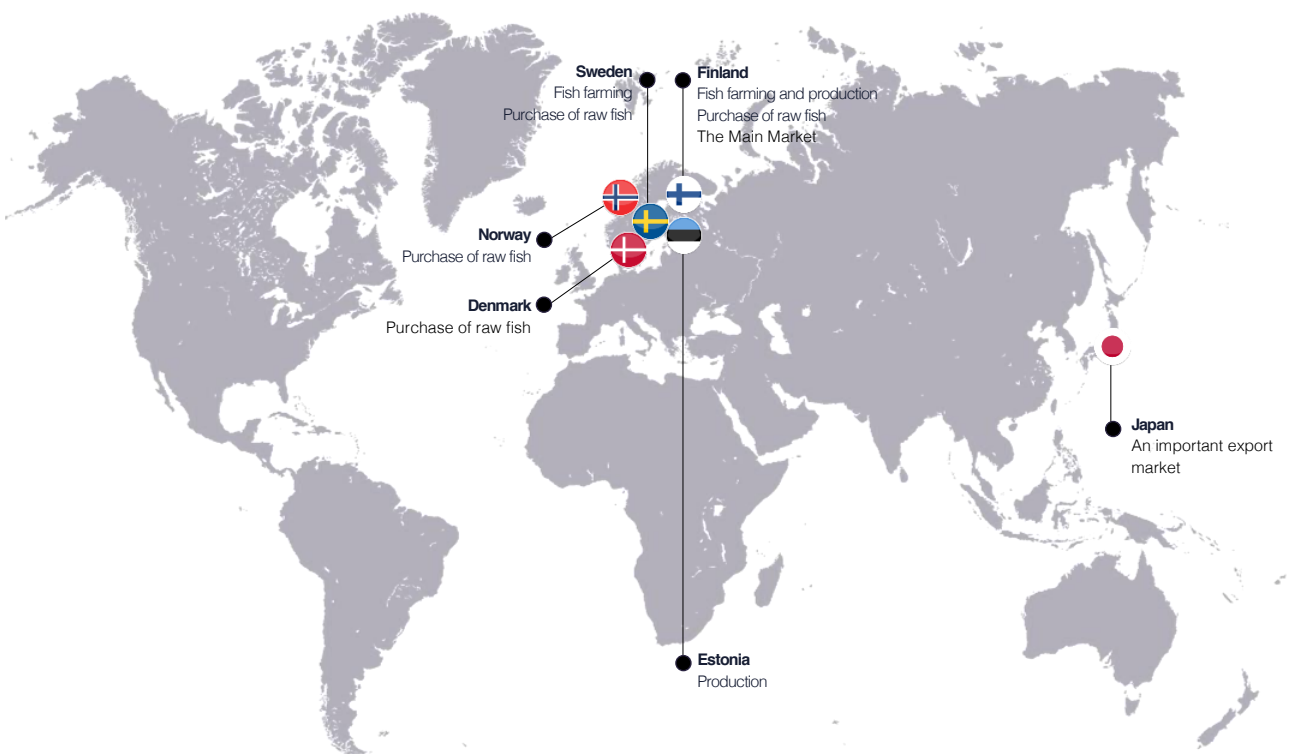 Sweden
Fish farming
Purchase of raw fish
Finland
Fish farming and production
Purchase of raw fish
The Main Market
Norway
Purchase of raw fish
Denmark
Purchase of raw fish
Japan
An important export
market
Estonia
Production